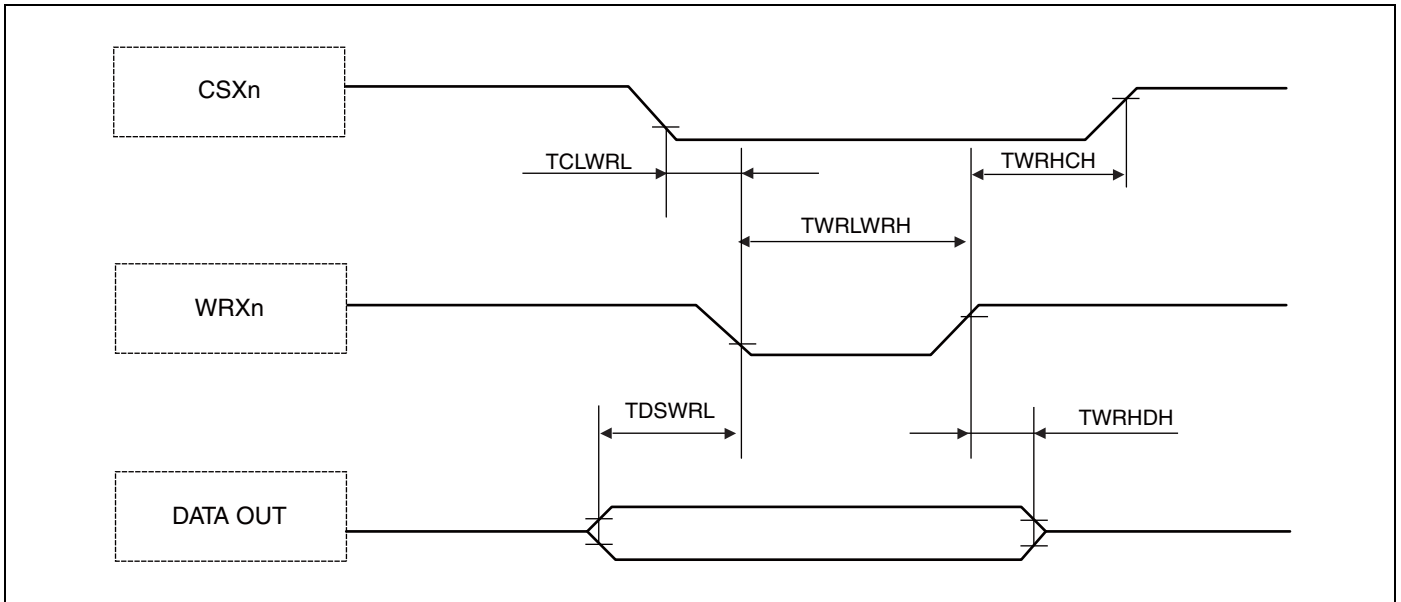 CSXn
TCLWRL
TWRHCH
TWRLWRH
WRXn
TDSWRL
TWRHDH
DATA OUT